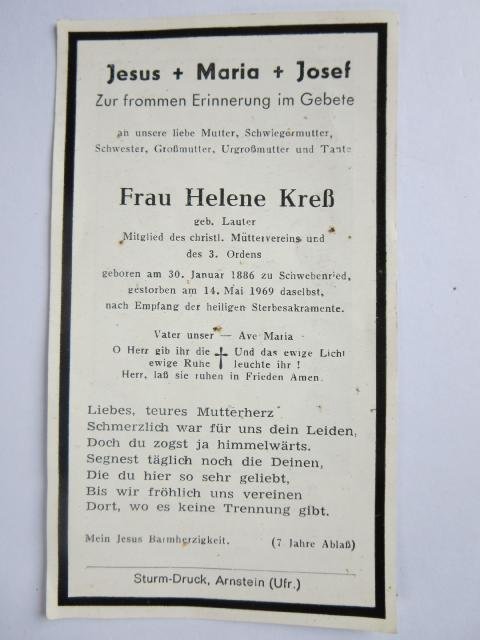 Jesus + Maria + Josef
Zur frommen Erinnerung im Gebete
an unsere liebe Mutter, Schwiegermutter,
Schwester, Großmutter, Urgroßmutter und Tante
Frau Helene Kreß
geb. Lauter
Mitglied des christl. Müttervereins und
des 3. Ordens
geboren am 30. Januar 1886 zu Schwebenried,
gestorben am 14. Mai 1969 daselbst,
nach Empfang der heiligen Sterbesakramente.
Vater unser — Ave Maria
O Herr gib ihr die † Und das ewige Licht
ewige Ruhe leuchte ihr !
Herr, laß sie ruhen in Frieden Amen.
Liebes, teures Mutterherz
Schmerzlich war für uns dein Leiden,
Doch du zogst ja himmelwärts.
Segnest täglich noch die Deinen,
Die du hier so sehr geliebt,
Bis wir fröhlich uns vereinen
Dort, wo es keine Trennung gibt.
Mein Jesus Barmherzigkeit. (7 Jahre Ablaß)
Sturm-Druck, Arnstein (Ufr.)